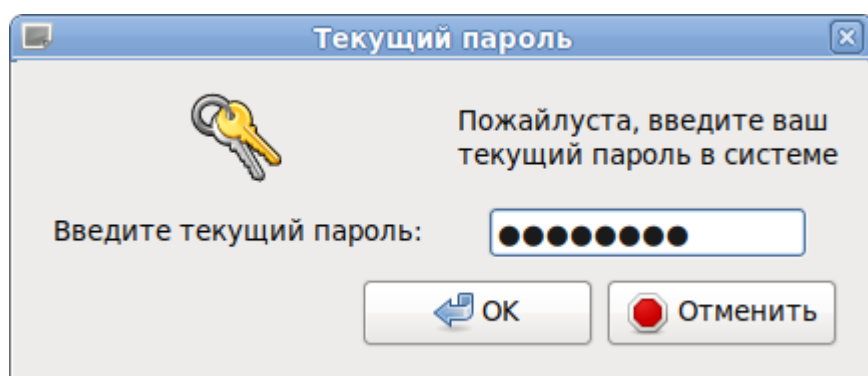 Текущий пароль
Пожайлуста, введите ваш
текущий пароль в системе
Введите текущий пароль:
OK
Отменить